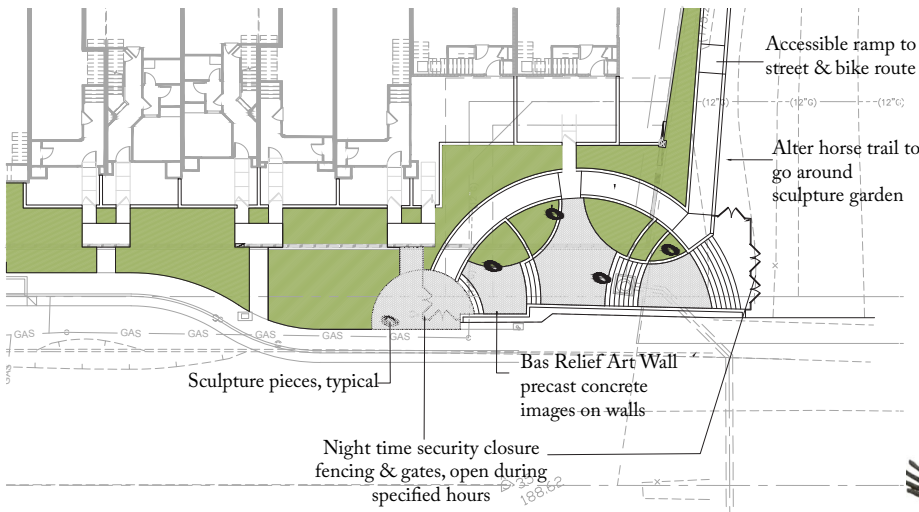 Accessible ramp to
street & bike route
(12"G) (12"G) (12"G)
Alter horse trail to
go around
sculpture garden
GAS GAS GAS GAS GAS GAS
Bas Relief Art Wall
precast concrete
images on walls
Sculpture pieces, typical
Night time security closure
fencing & gates, open during
specified hours
188.62